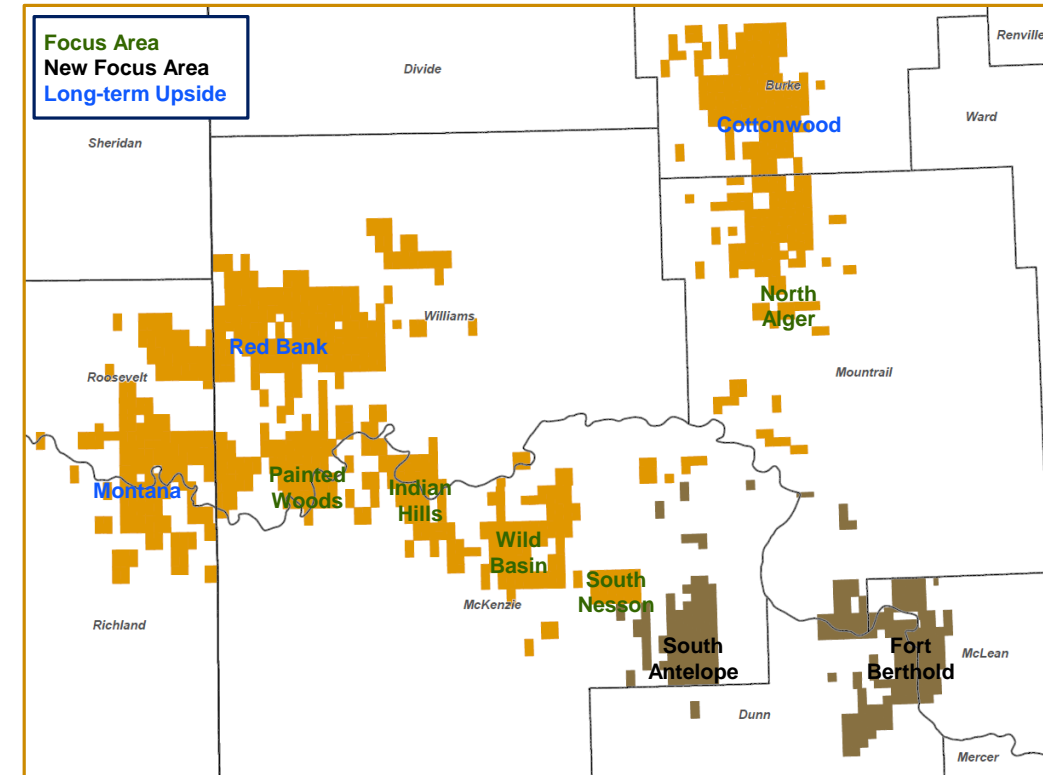 Focus Area
New Focus Area
Long-term Upside
Renville
Divide
Burke
Ward
Cottonwood
Sheridan
North
Alger
Williams
Red Bank
Roosevelt
Mountrail
Painted
Woods
Indian
Hills
Montana
Wild
Basin
South
Nesson
McKenzie
Richland
South
Antelope
Fort
Berthold
McLean
Dunn
Mercer